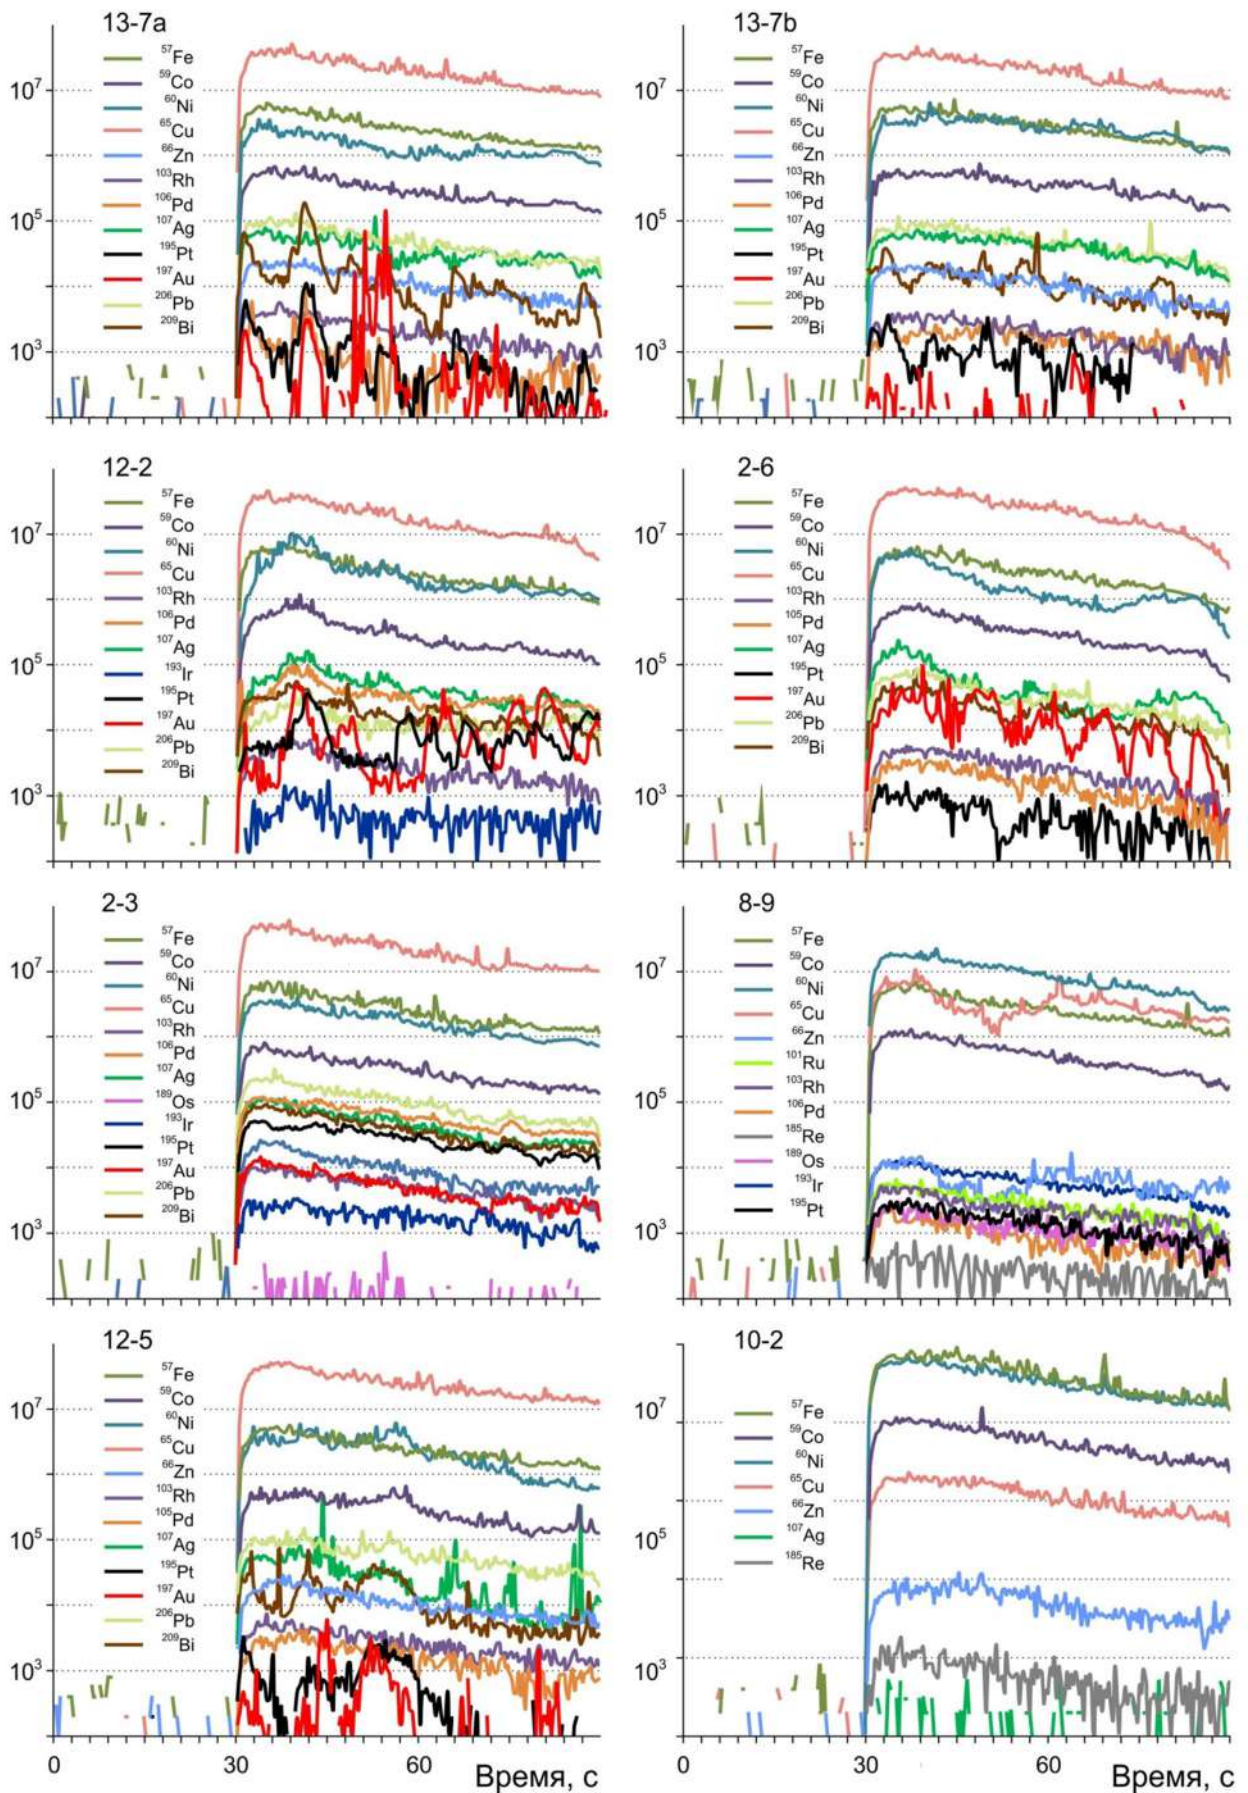 13-7a
⁵⁷Fe
⁵⁹Co
⁶⁰Ni
⁶⁵Cu
⁶⁶Zn
¹⁰³Rh
¹⁰⁶Pd
¹⁰⁷Ag
¹⁹⁵Pt
¹⁹⁷Au
²⁰⁶Pb
²⁰⁹Bi
10⁷
10⁵
10³
13-7b
⁵⁷Fe
⁵⁹Co
⁶⁰Ni
⁶⁵Cu
⁶⁶Zn
¹⁰³Rh
¹⁰⁶Pd
¹⁰⁷Ag
¹⁹⁵Pt
¹⁹⁷Au
²⁰⁶Pb
²⁰⁹Bi
10⁷
10⁵
10³
12-2
⁵⁷Fe
⁵⁹Co
⁶⁰Ni
⁶⁵Cu
¹⁰³Rh
¹⁰⁶Pd
¹⁰⁷Ag
¹⁹³Ir
¹⁹⁵Pt
¹⁹⁷Au
²⁰⁶Pb
²⁰⁹Bi
10⁷
10⁵
10³
2-6
⁵⁷Fe
⁵⁹Co
⁶⁰Ni
⁶⁵Cu
¹⁰³Rh
¹⁰⁵Pd
¹⁰⁷Ag
¹⁹⁵Pt
¹⁹⁷Au
²⁰⁶Pb
²⁰⁹Bi
10⁷
10⁵
10³
2-3
⁵⁷Fe
⁵⁹Co
⁶⁰Ni
⁶⁵Cu
¹⁰³Rh
¹⁰⁶Pd
¹⁰⁷Ag
¹⁸⁹Os
¹⁹³Ir
¹⁹⁵Pt
¹⁹⁷Au
²⁰⁶Pb
²⁰⁹Bi
10⁷
10⁵
10³
8-9
⁵⁷Fe
⁵⁹Co
⁶⁰Ni
⁶⁵Cu
⁶⁶Zn
¹⁰¹Ru
¹⁰³Rh
¹⁰⁶Pd
¹⁸⁵Re
¹⁸⁹Os
¹⁹³Ir
¹⁹⁵Pt
10⁷
10⁵
10³
12-5
⁵⁷Fe
⁵⁹Co
⁶⁰Ni
⁶⁵Cu
⁶⁶Zn
¹⁰³Rh
¹⁰⁵Pd
¹⁰⁷Ag
¹⁹⁵Pt
¹⁹⁷Au
²⁰⁶Pb
²⁰⁹Bi
10⁷
10⁵
10³
0 30 60
Время, с
10-2
⁵⁷Fe
⁵⁹Co
⁶⁰Ni
⁶⁵Cu
⁶⁶Zn
¹⁰⁷Ag
¹⁸⁵Re
10⁷
10⁵
10³
0 30 60
Время, с